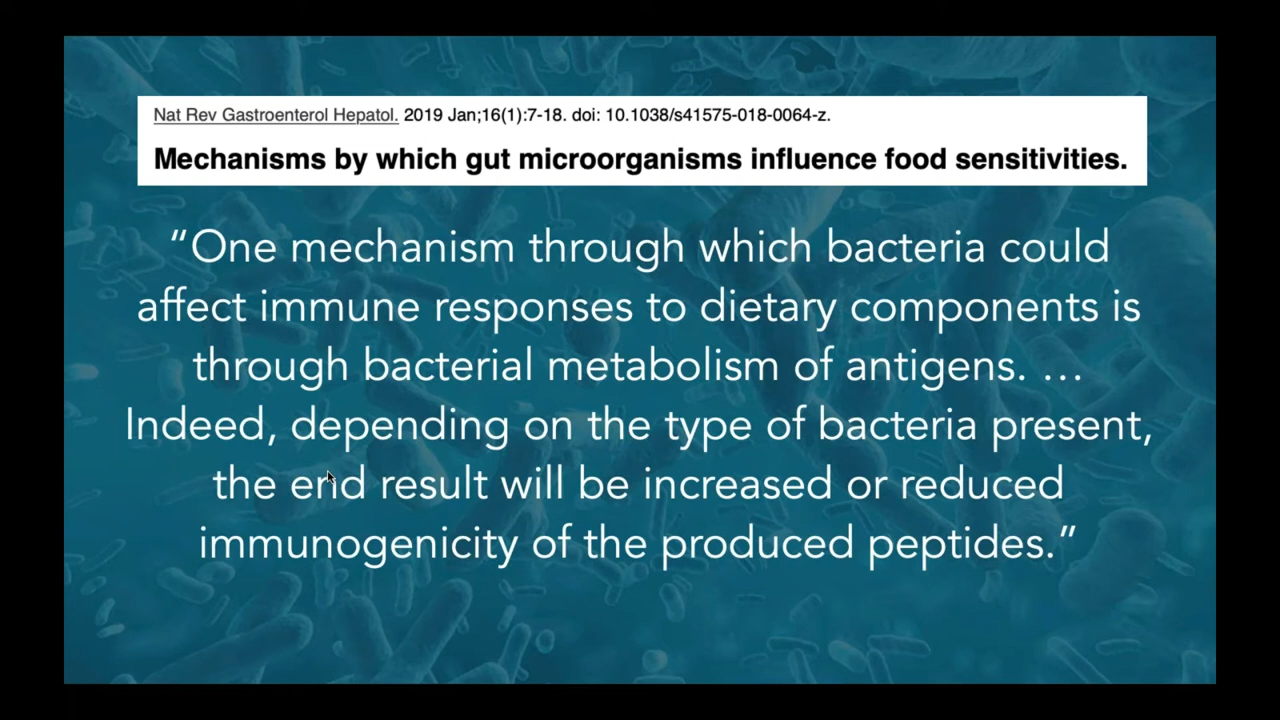 Nat Rev Gastroenterol Hepatol. 2019 Jan;16(1):7-18. doi: 10.1038/s41575-018-0064-z.
Mechanisms by which gut microorganisms influence food sensitivities.
“One mechanism through which bacteria could
affect immune responses to dietary components is
through bacterial metabolism of antigens. …
Indeed, depending on the type of bacteria present,
the end result will be increased or reduced
immunogenicity of the produced peptides.”